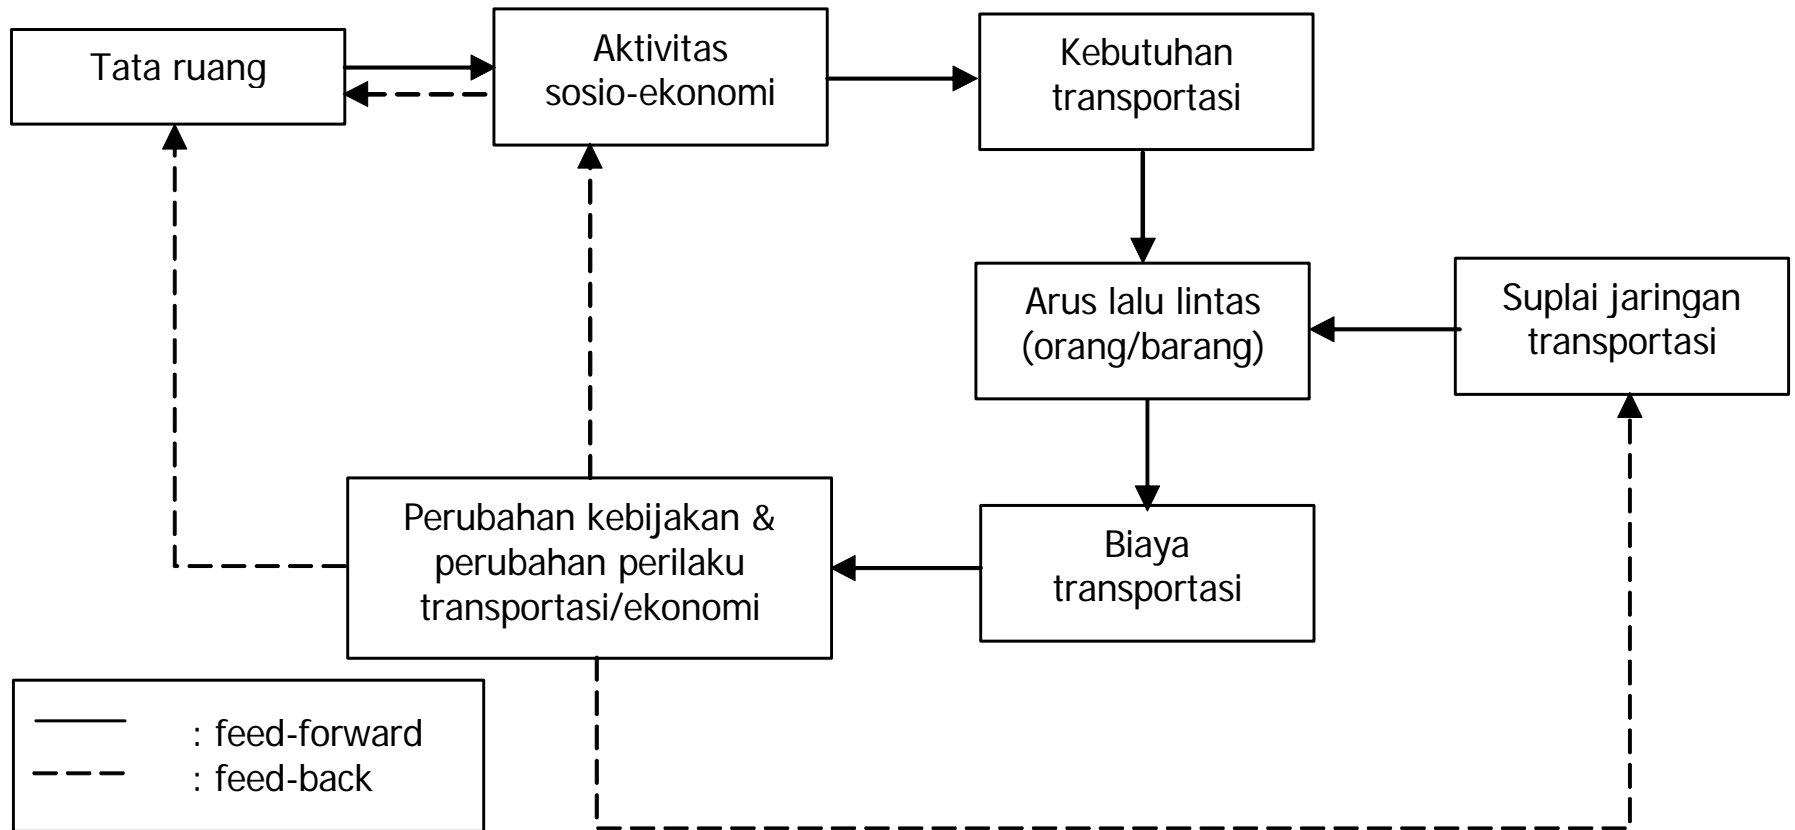 Tata ruang
Aktivitas
sosio-ekonomi
Kebutuhan
transportasi
Arus lalu lintas
(orang/barang)
Suplai jaringan
transportasi
Perubahan kebijakan &
perubahan perilaku
transportasi/ekonomi
Biaya
transportasi
: feed-forward
: feed-back